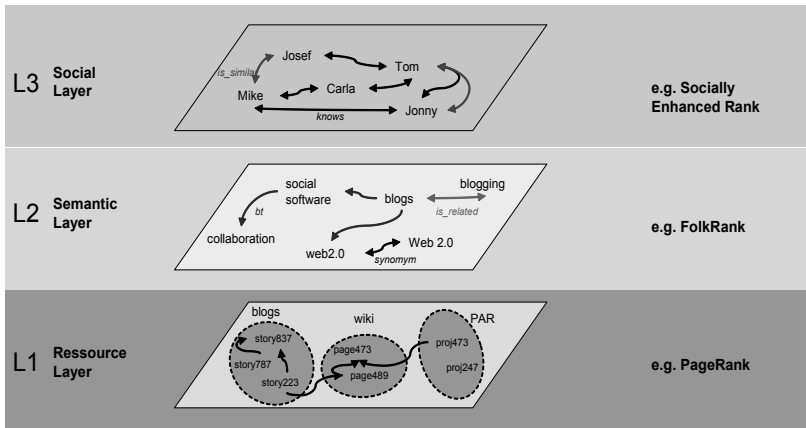 L3
Social
Layer
Josef
Tom
is_simila
Mike
Carla
Jonny
knows
e.g. Socially
Enhanced Rank
L2
Semantic
Layer
social
software
blogs
blogging
bt
is_related
collaboration
web2.0
Web 2.0
synomym
e.g. FolkRank
L1
Ressource
Layer
blogs
wiki
PAR
story837
story787
story223
page473
page489
proj473
proj247
e.g. PageRank